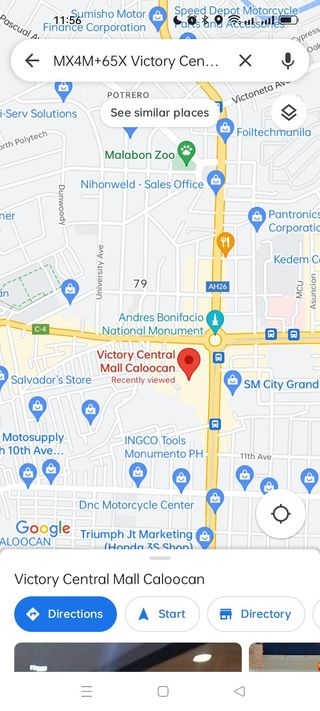 11:56
Sumisho Motor
Finance Corporation
Speed Depot Motorcycle
Parts and Accessories
MX4M+65X Victory Cen...
POTRERO
Victoneta Ave
See similar places
i-Serv Solutions
orth Polytech
Foiltechmanila
Malabon Zoo
Nihonweld - Sales Office
Dunwoody
University Ave
Pantronics
Corporation
Kedem C
79
AH26
MCU
Asuncion
Andres Bonifacio
National Monument
C-4
Victory Central
Mall Caloocan
Recently viewed
Salvador's Store
SM City Grand
Motosupply
h 10th Ave...
INGCO Tools
Monumento PH
11th Ave
Dnc Motorcycle Center
Google
CALOOCAN
Triumph Jt Marketing
(Honda 3S Shop)
Victory Central Mall Caloocan
Directions
Start
Directory